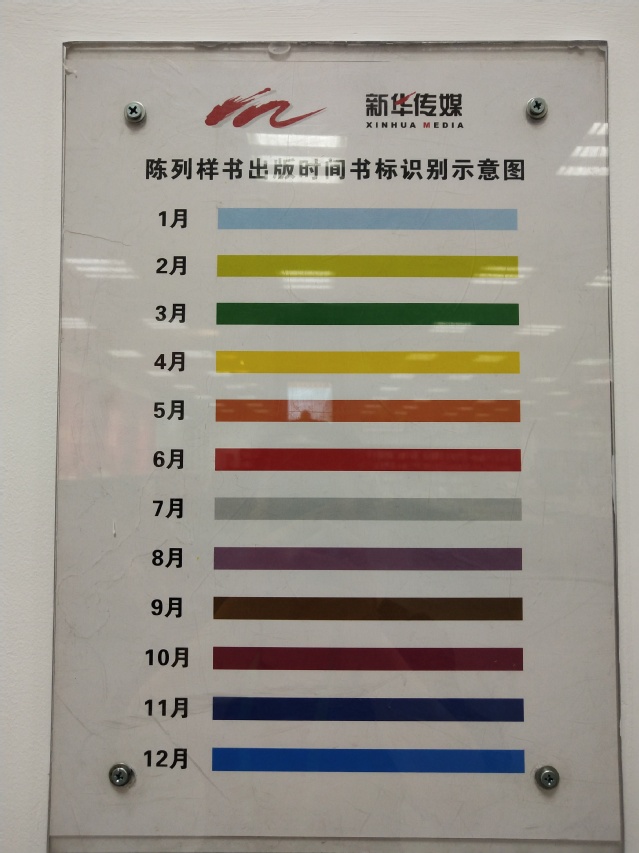 新华传媒
XINHUA MEDIA
陈列样书出版时间书标识别示意图
1月
2月
3月
4月
5月
6月
7月
8月
9月
10月
11月
12月